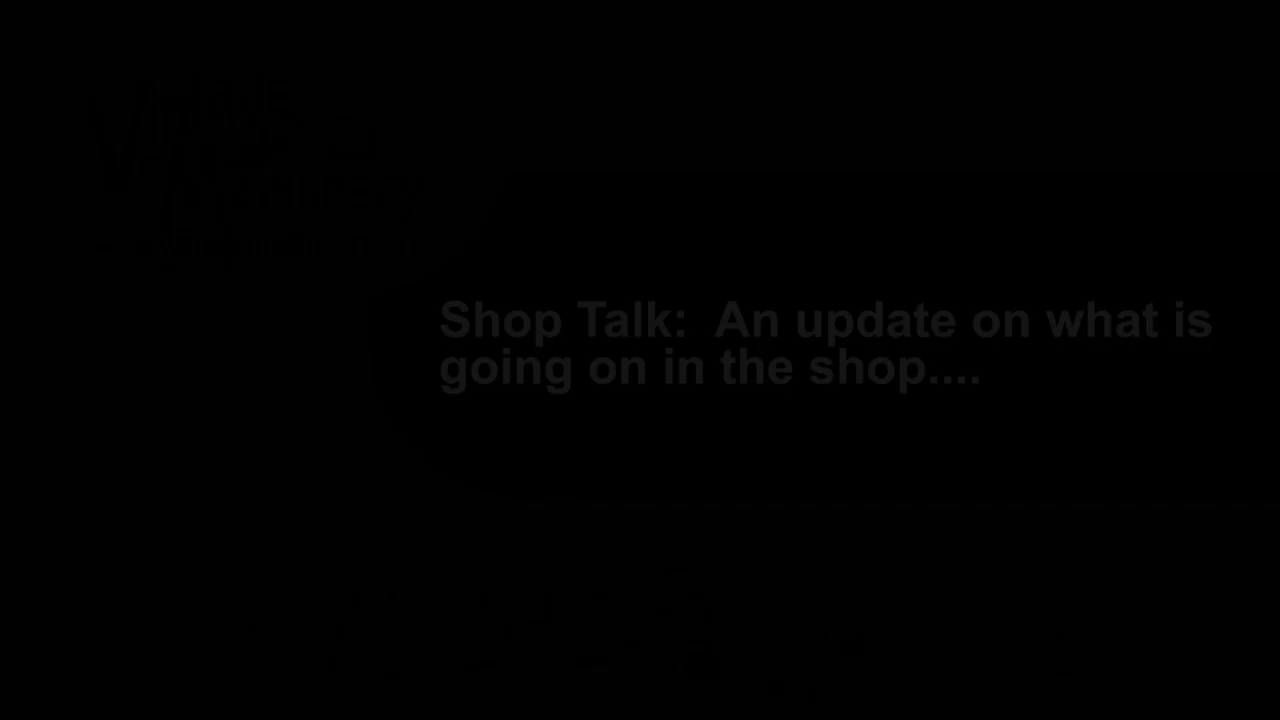 Shop Talk:  An update on what is
going on in the shop....